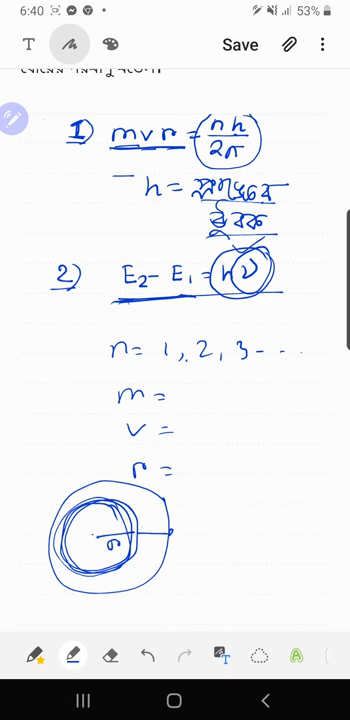 6:40
53%
Save
1) mvr = nh/2π
h = প্লাংকের
ধ্রুবক
2) E₂ - E₁ = hν
n = 1, 2, 3 - - -
m =
v =
r =